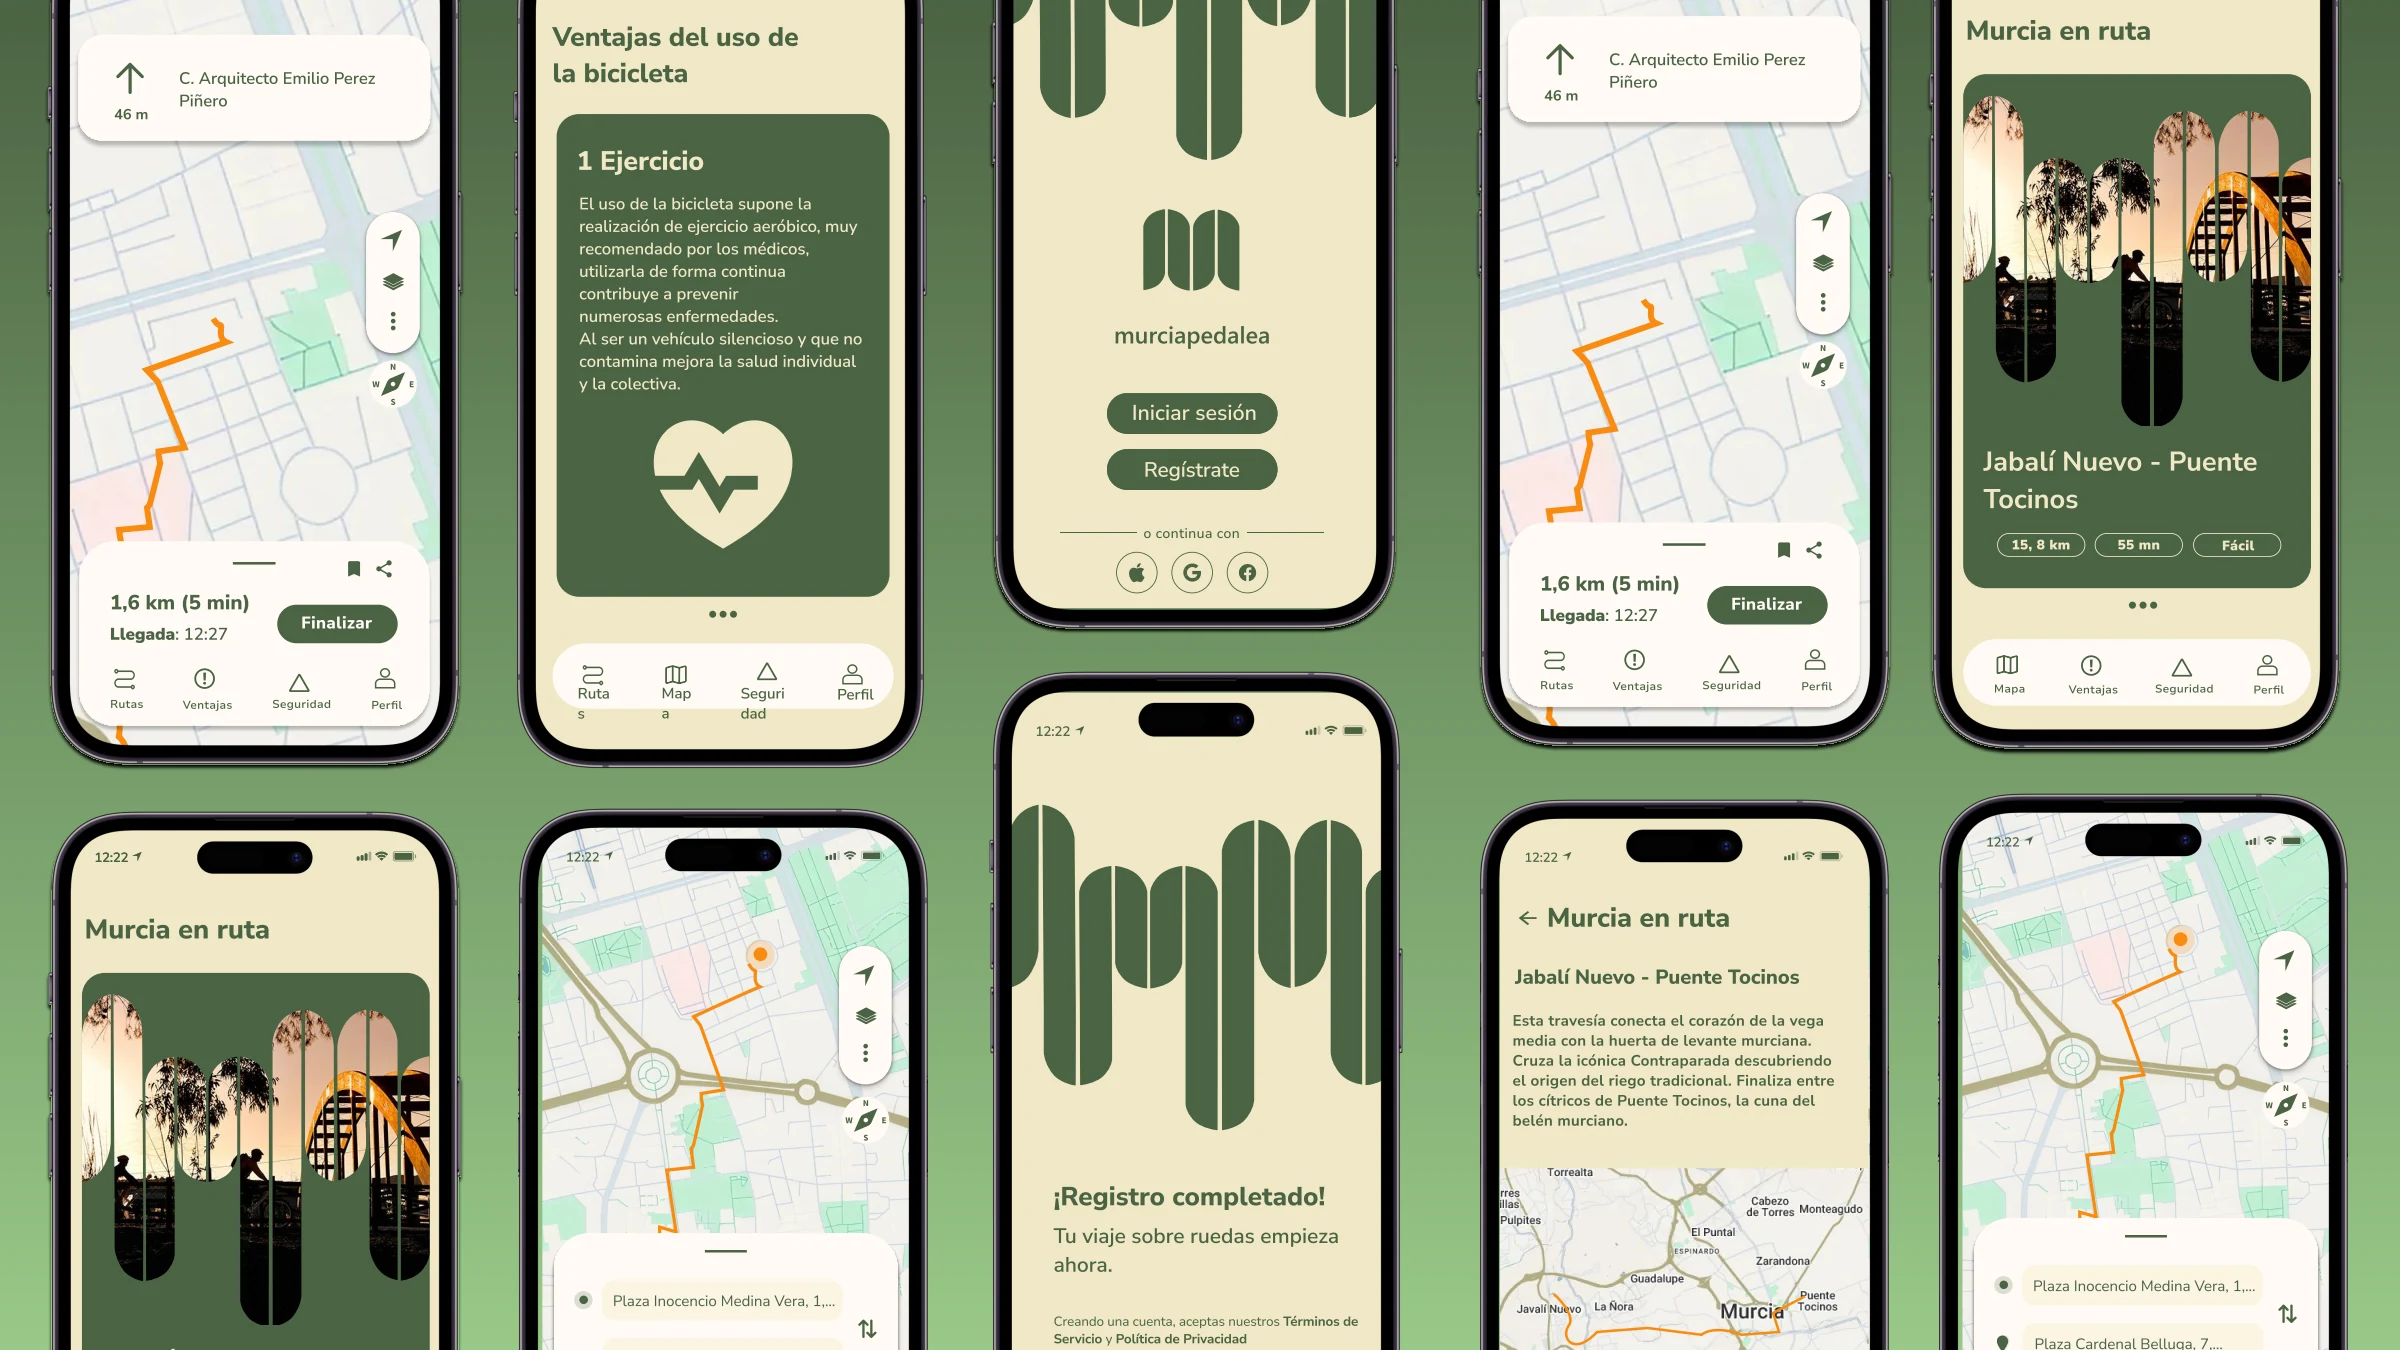 C. Arquitecto Emilio Perez
Piñero
46 m
1,6 km (5 min)
Llegada: 12:27
Finalizar
Rutas
Ventajas
Seguridad
Perfil
Ventajas del uso de
la bicicleta
1 Ejercicio
El uso de la bicicleta supone la
realización de ejercicio aeróbico, muy
recomendado por los médicos,
utilizarla de forma continua
contribuye a prevenir
numerosas enfermedades.
Al ser un vehículo silencioso y que no
contamina mejora la salud individual
y la colectiva.
Ruta
s
Map
a
Seguri
dad
Perfil
murciapedalea
Iniciar sesión
Regístrate
o continua con
C. Arquitecto Emilio Perez
Piñero
46 m
N
W E
S
N
W E
S
1,6 km (5 min)
Llegada: 12:27
Finalizar
Rutas
Ventajas
Seguridad
Perfil
Murcia en ruta
Jabalí Nuevo - Puente
Tocinos
15, 8 km
55 mn
Fácil
Mapa
Ventajas
Seguridad
Perfil
12:22
Murcia en ruta
12:22
N
W E
S
Plaza Inocencio Medina Vera, 1,...
12:22
¡Registro completado!
Tu viaje sobre ruedas empieza
ahora.
Creando una cuenta, aceptas nuestros Términos de
Servicio y Política de Privacidad
12:22
Murcia en ruta
Jabalí Nuevo - Puente Tocinos
Esta travesía conecta el corazón de la vega
media con la huerta de levante murciana.
Cruza la icónica Contraparada descubriendo
el origen del riego tradicional. Finaliza entre
los cítricos de Puente Tocinos, la cuna del
belén murciano.
Torrealta
rres
illas
Pulpites
Cabezo
de Torres
Monteagudo
El Puntal
ESPINARDO
Zarandona
Guadalupe
Javalí Nuevo
La Ñora
Murcia
Puente
Tocinos
12:22
N
W E
S
Plaza Inocencio Medina Vera, 1,...
Plaza Cardenal Belluga, 7,...